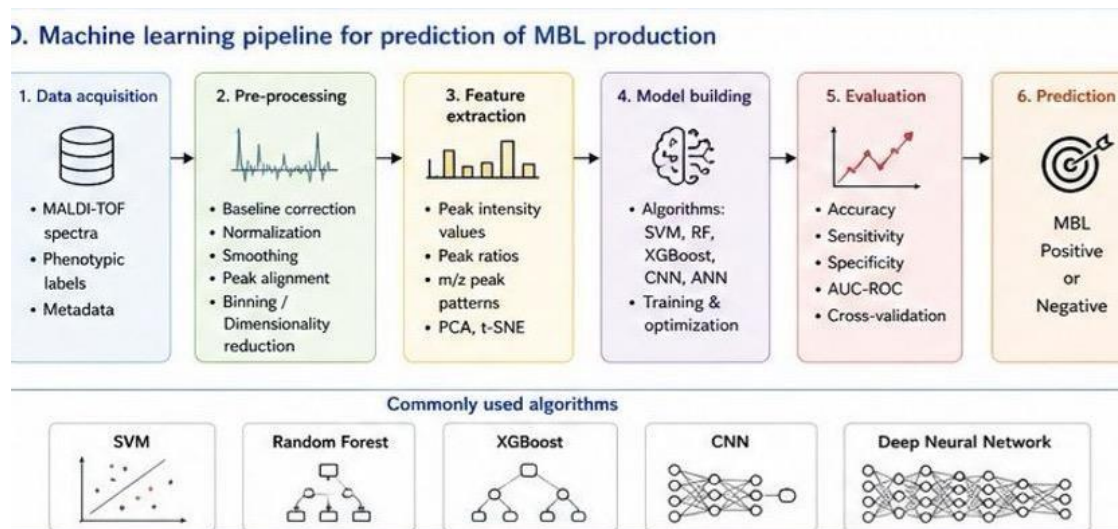 D. Machine learning pipeline for prediction of MBL production
1. Data acquisition
• MALDI-TOF
spectra
• Phenotypic
labels
• Metadata
2. Pre-processing
• Baseline correction
• Normalization
• Smoothing
• Peak alignment
• Binning /
Dimensionality
reduction
3. Feature
extraction
• Peak intensity
values
• Peak ratios
• m/z peak
patterns
• PCA, t-SNE
4. Model building
• Algorithms:
SVM, RF,
XGBoost,
CNN, ANN
• Training &
optimization
5. Evaluation
• Accuracy
• Sensitivity
• Specificity
• AUC-ROC
• Cross-validation
6. Prediction
MBL
Positive
or
Negative
Commonly used algorithms
SVM
Random Forest
XGBoost
CNN
Deep Neural Network